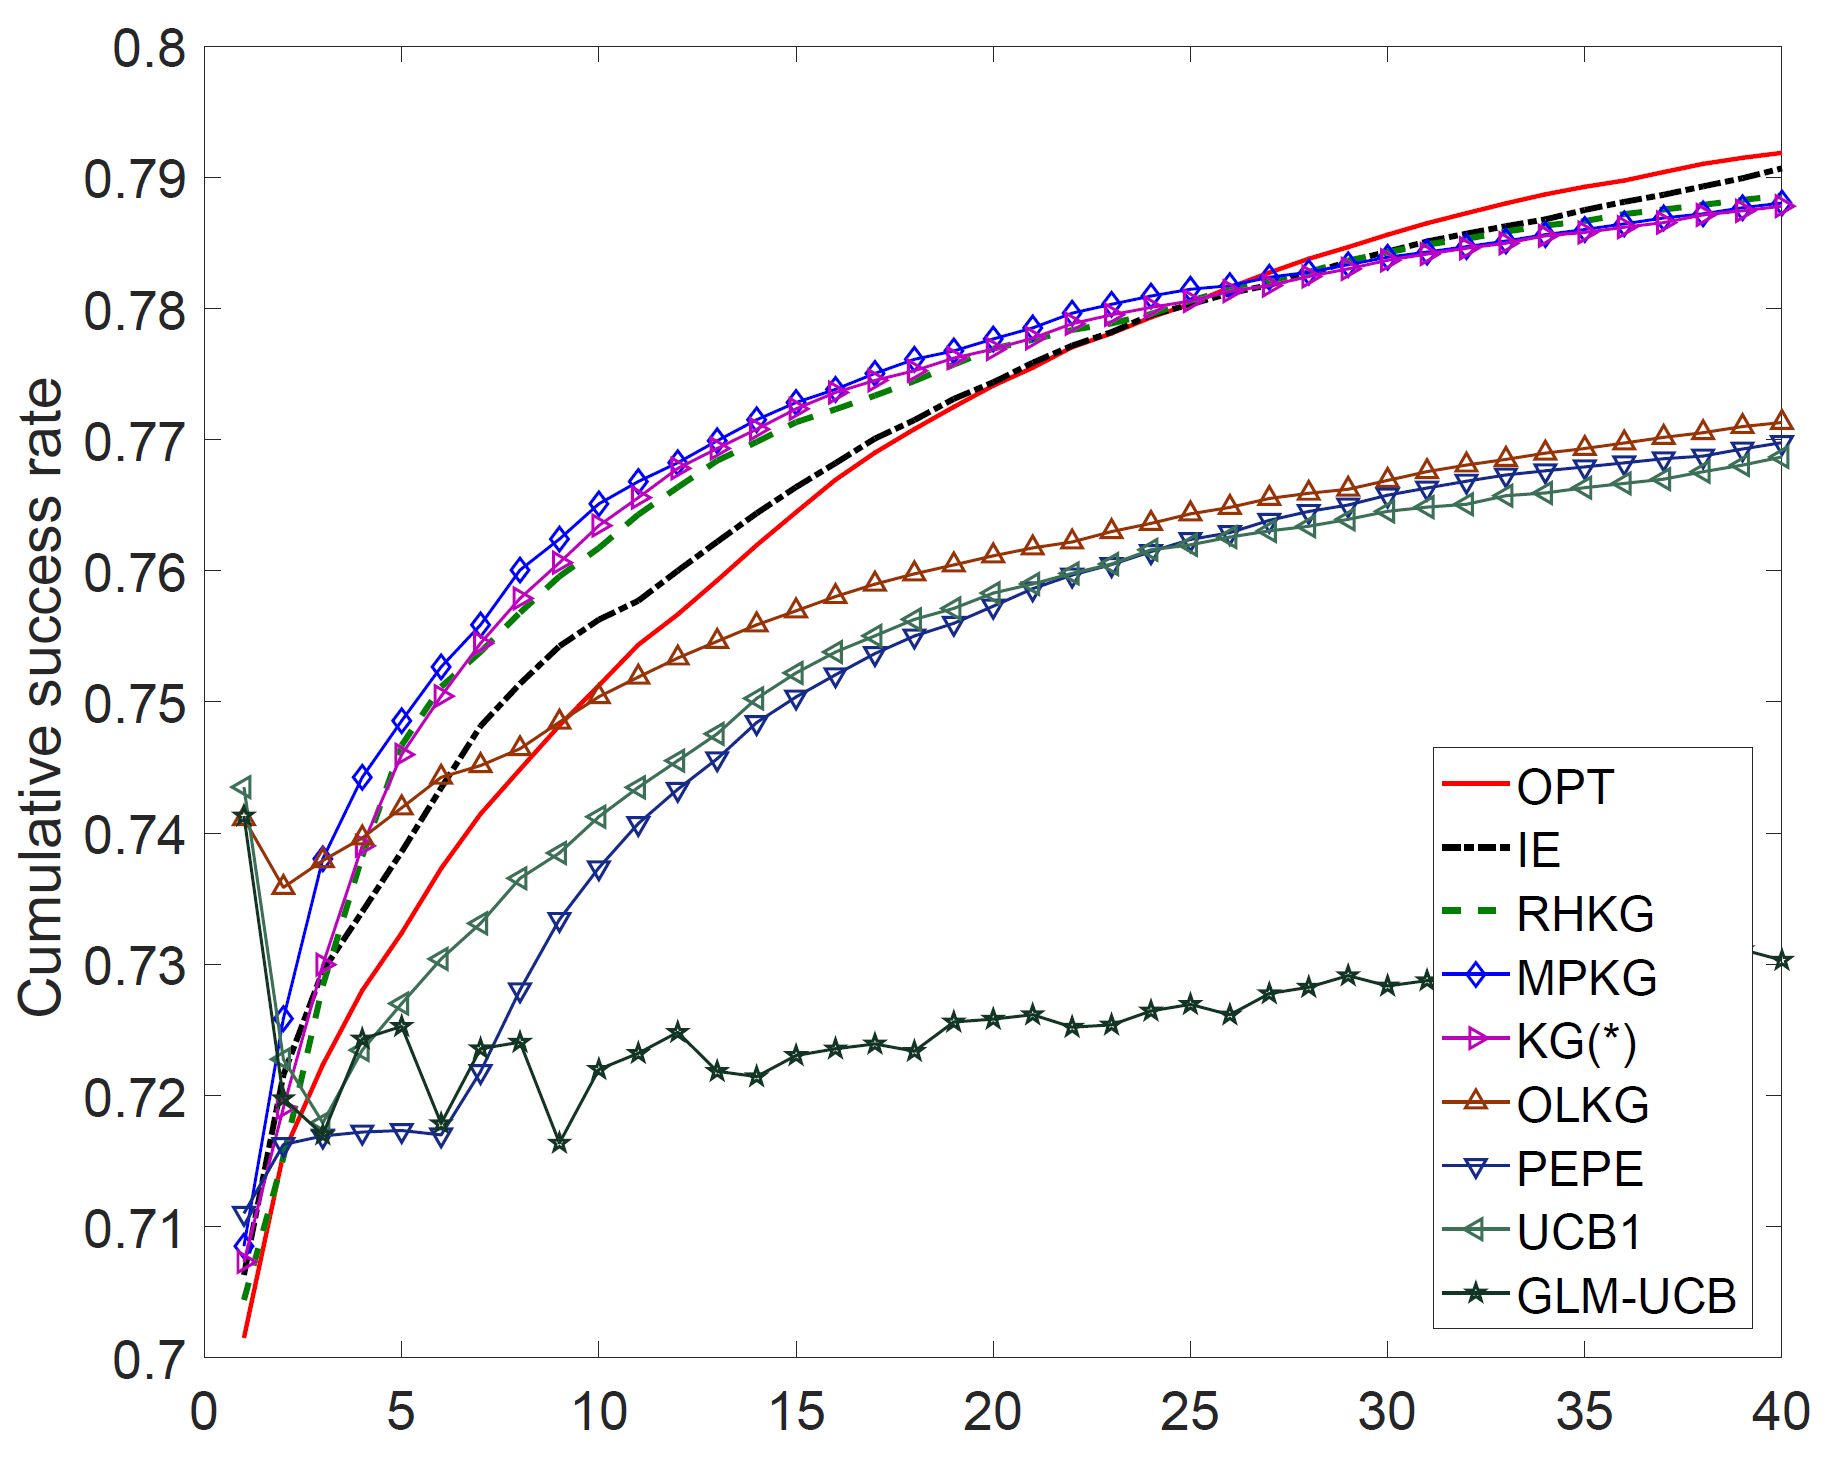 0.8
0.79
0.78
0.77
0.76
0.75
0.74
0.73
0.72
0.71
0.7
Cumulative success rate
0 5 10 15 20 25 30 35 40
OPT
IE
RHKG
MPKG
KG(*)
OLKG
PEPE
UCB1
GLM-UCB